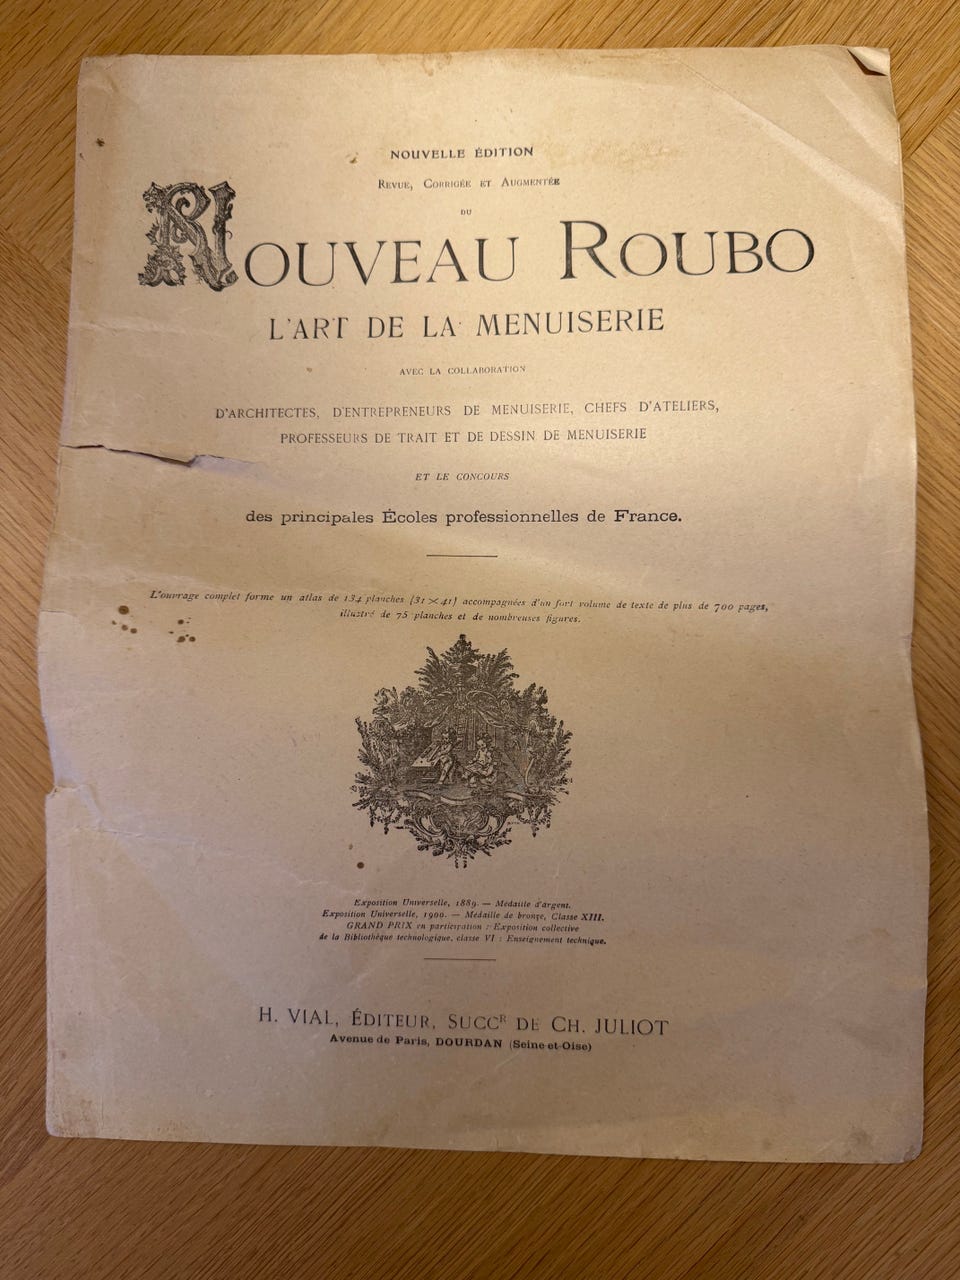 NOUVELLE ÉDITION
REVUE, CORRIGÉE ET AUGMENTÉE
DU
NOUVEAU ROUBO
L'ART DE LA MENUISERIE
AVEC LA COLLABORATION
D'ARCHITECTES, D'ENTREPRENEURS DE MENUISERIE, CHEFS D'ATELIERS,
PROFESSEURS DE TRAIT ET DE DESSIN DE MENUISERIE
ET LE CONCOURS
des principales Écoles professionnelles de France.
L'ouvrage complet forme un atlas de 134 planches (31 × 41) accompagnées d'un fort volume de texte de plus de 700 pages,
illustré de 75 planches et de nombreuses figures.
Exposition Universelle, 1889. — Médaille d'argent.
Exposition Universelle, 1900. — Médaille de bronze, Classe XIII.
GRAND PRIX en participation : Exposition collective
de la Bibliothèque technologique, classe VI : Enseignement technique.
H. VIAL, ÉDITEUR, SUCCR DE CH. JULIOT
Avenue de Paris, DOURDAN (Seine-et-Oise)